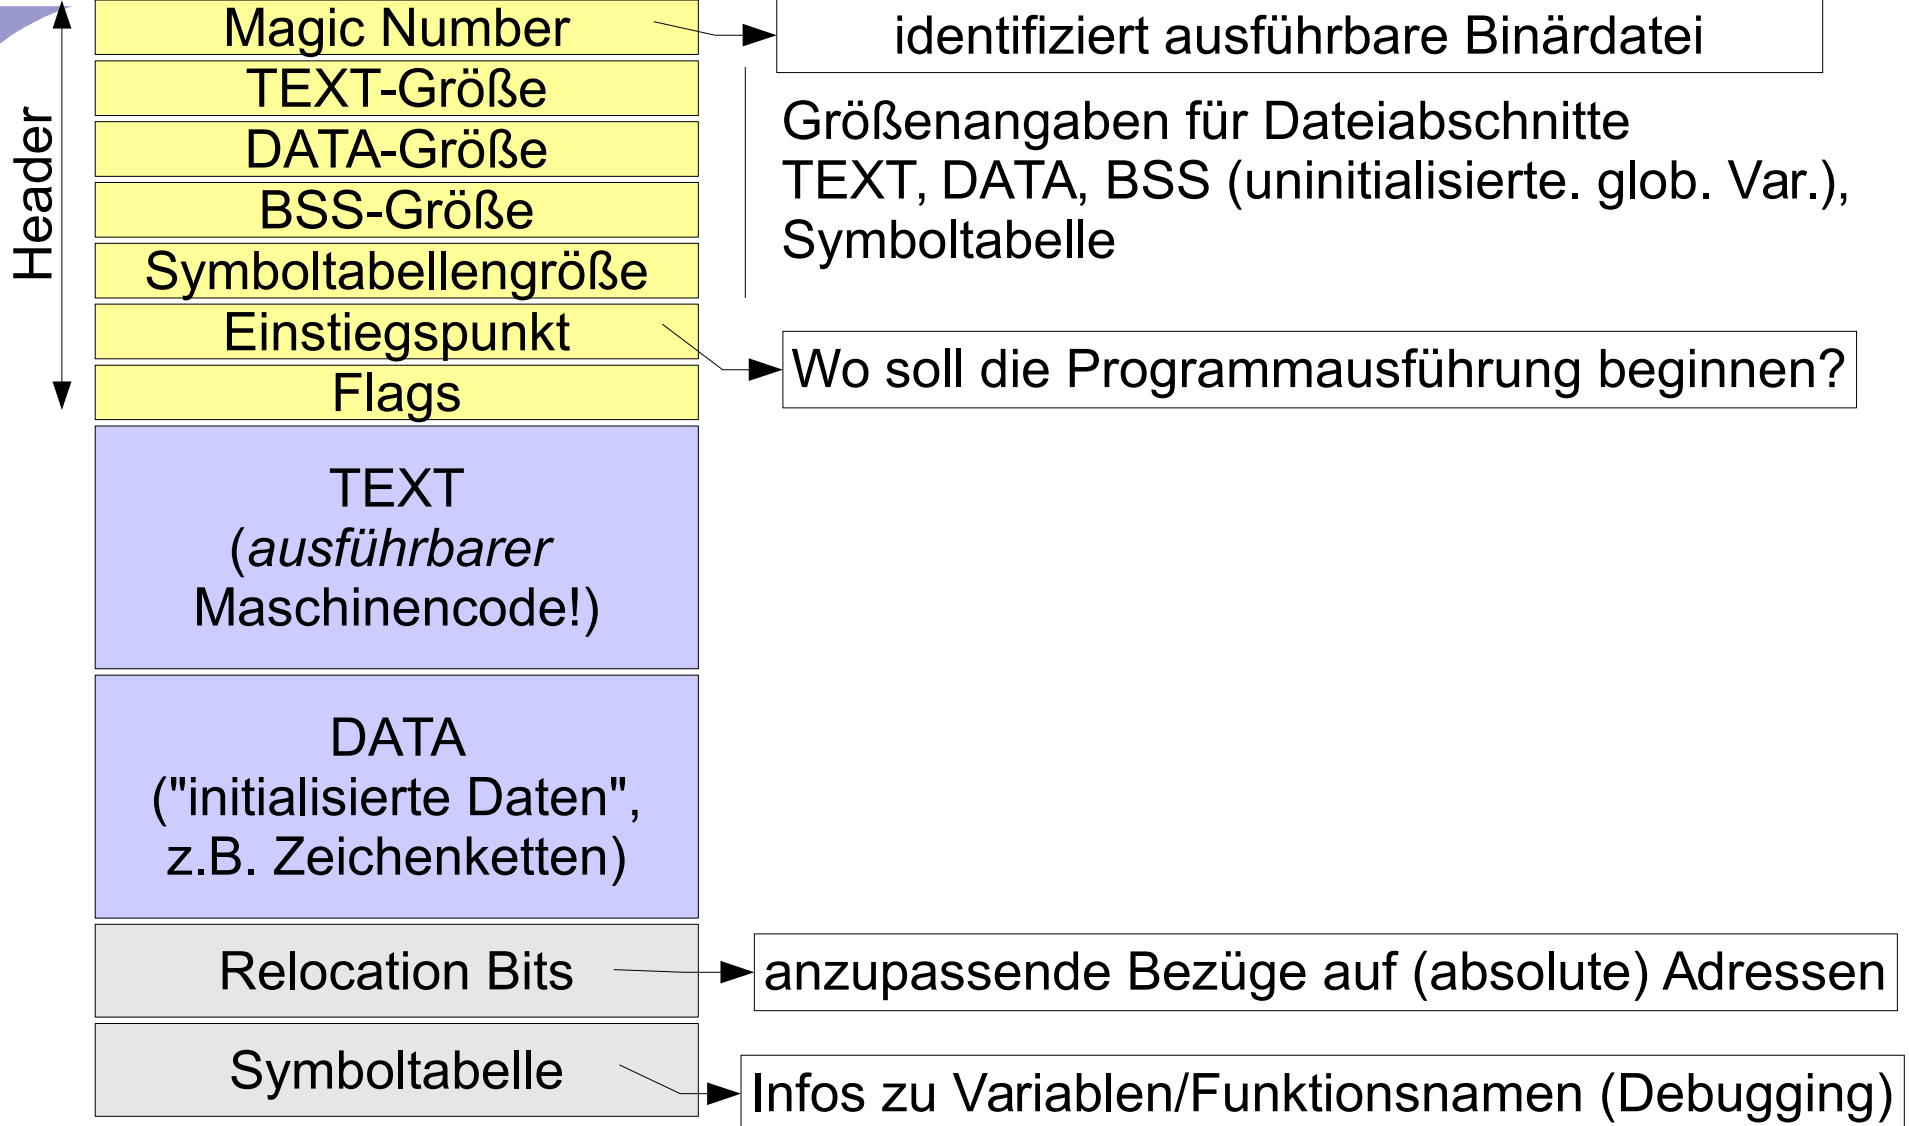 Header
Magic Number
identifiziert ausführbare Binärdatei
TEXT-Größe
DATA-Größe
BSS-Größe
Symboltabellengröße
Größenangaben für Dateiabschnitte
TEXT, DATA, BSS (uninitialisierte. glob. Var.),
Symboltabelle
Einstiegspunkt
Wo soll die Programmausführung beginnen?
Flags
TEXT
(ausführbarer
Maschinencode!)
DATA
("initialisierte Daten",
z.B. Zeichenketten)
Relocation Bits
anzupassende Bezüge auf (absolute) Adressen
Symboltabelle
Infos zu Variablen/Funktionsnamen (Debugging)